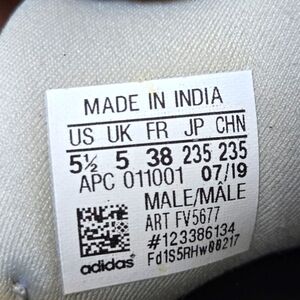 MADE IN INDIA
US UK FR JP CHN
5½ 5 38 235 235
APC 011001 07/19
MALE/MÂLE
ART FV5677
#123386134
F01S5RHW08217
adidas